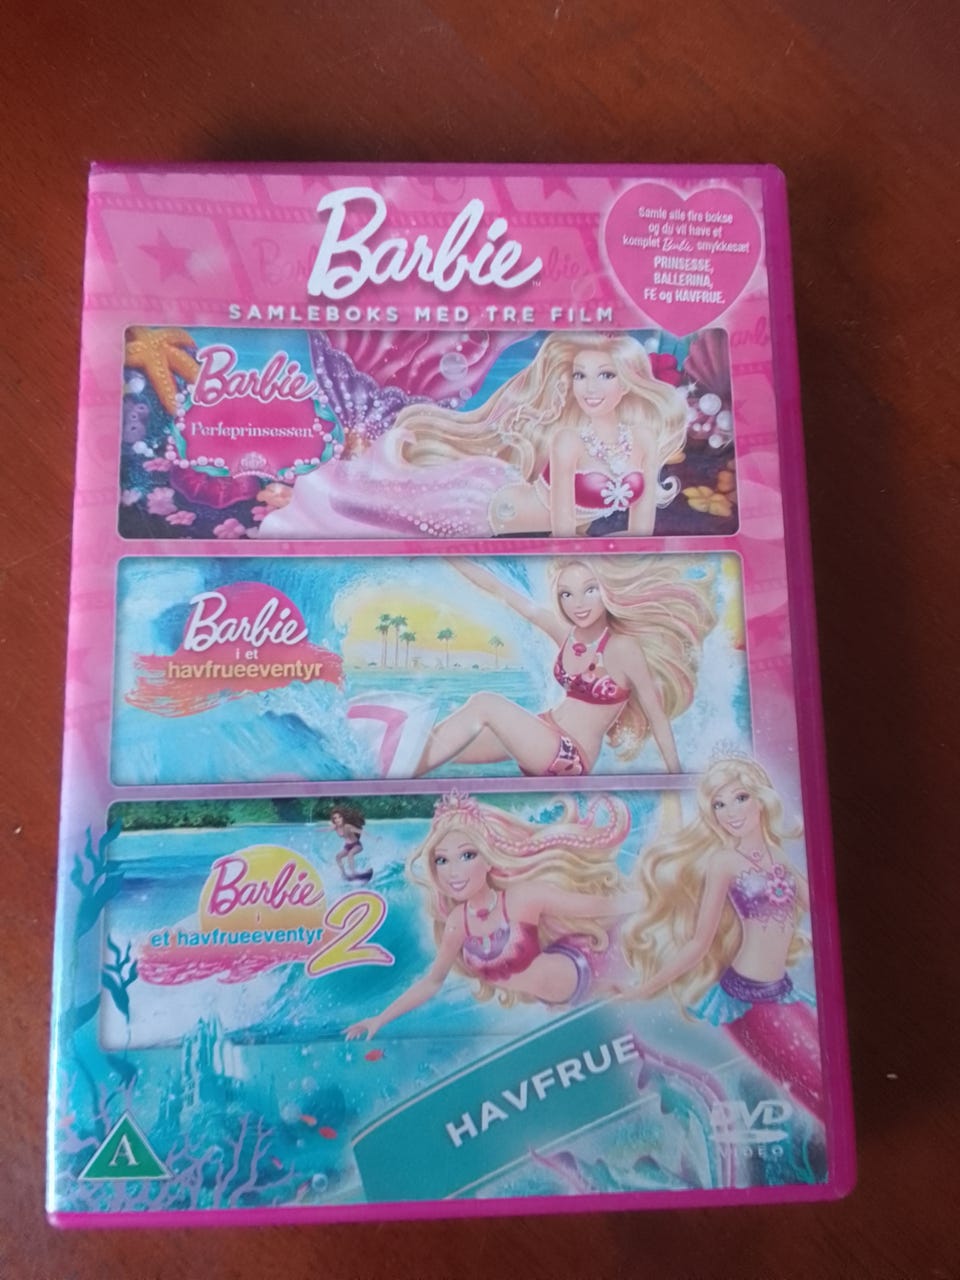 Barbie
SAMLEBOKS MED TRE FILM
Samle alle fire bokse
og du vil have et
komplet Barbie smykkesæt
PRINSESSE,
BALLERINA,
FE og HAVFRUE.
Barbie
Perleprinsessen
Barbie
i et
havfrueeventyr
Barbie
i
et havfrueeventyr 2
HAVFRUE
A
DVD
VIDEO